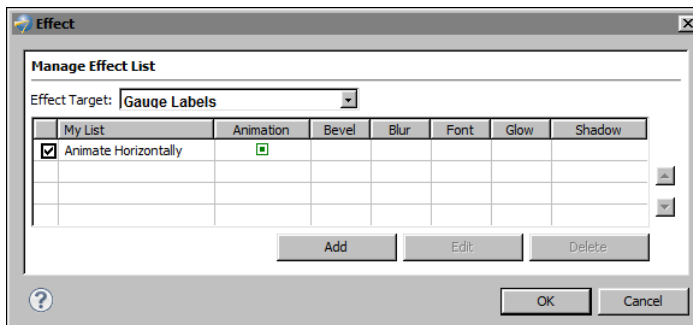 Effect
Manage Effect List
Effect Target: Gauge Labels
My List Animation Bevel Blur Font Glow Shadow
Animate Horizontally
Add Edit Delete
? OK Cancel